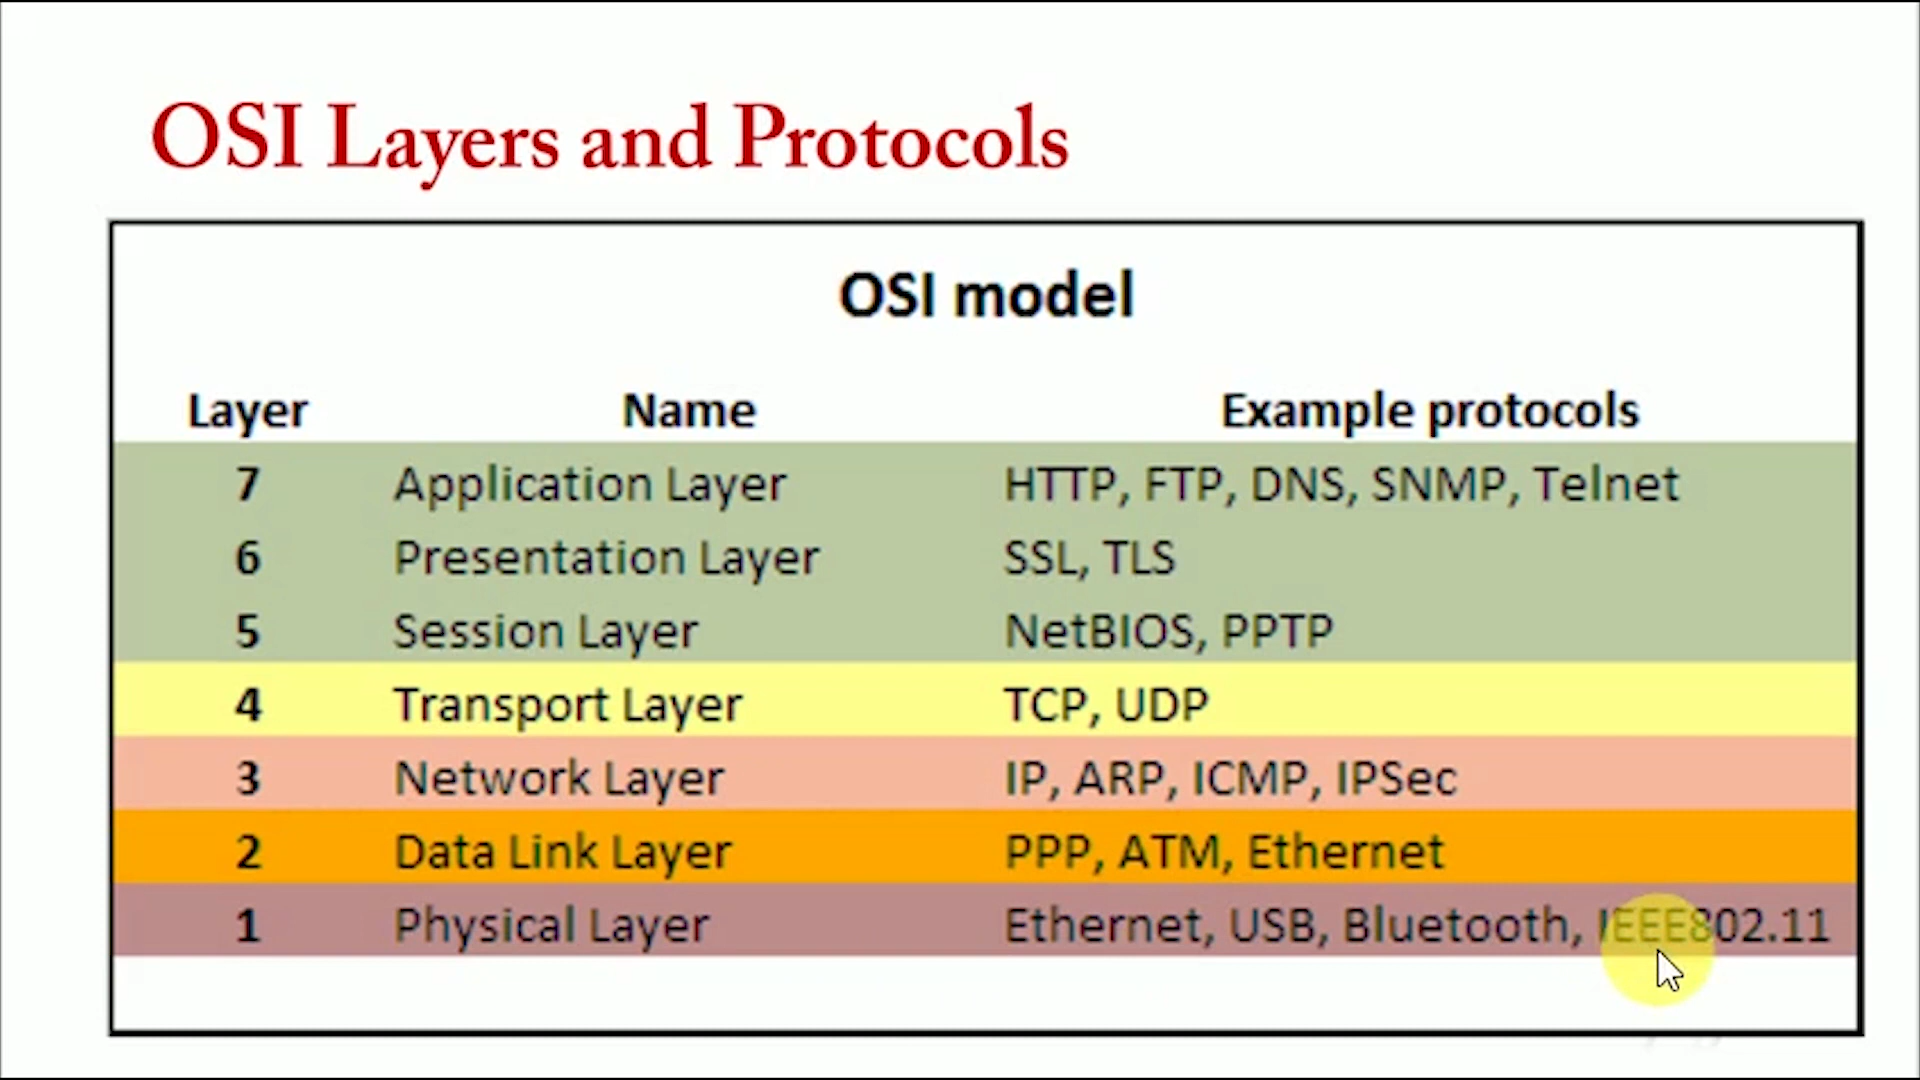 OSI Layers and Protocols
OSI model
Layer Name Example protocols
7 Application Layer HTTP, FTP, DNS, SNMP, Telnet
6 Presentation Layer SSL, TLS
5 Session Layer NetBIOS, PPTP
4 Transport Layer TCP, UDP
3 Network Layer IP, ARP, ICMP, IPSec
2 Data Link Layer PPP, ATM, Ethernet
1 Physical Layer Ethernet, USB, Bluetooth, IEEE802.11